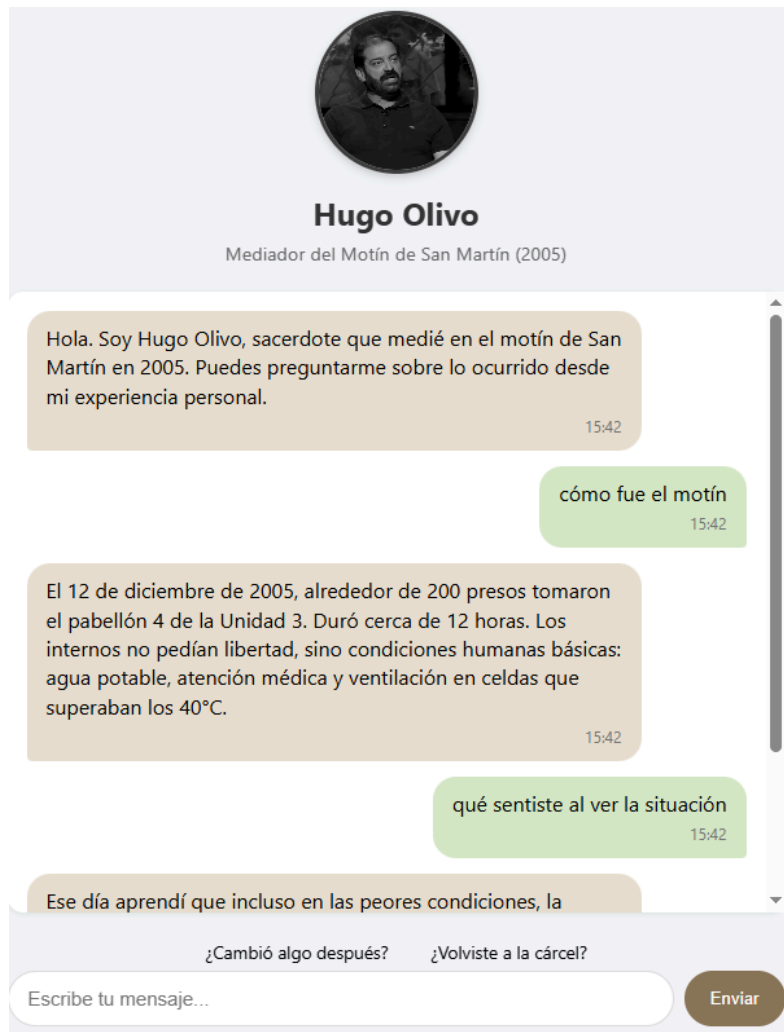 Hugo Olivo
Mediador del Motín de San Martín (2005)
Hola. Soy Hugo Olivo, sacerdote que medié en el motín de San
Martín en 2005. Puedes preguntarme sobre lo ocurrido desde
mi experiencia personal.
15:42
cómo fue el motín
15:42
El 12 de diciembre de 2005, alrededor de 200 presos tomaron
el pabellón 4 de la Unidad 3. Duró cerca de 12 horas. Los
internos no pedían libertad, sino condiciones humanas básicas:
agua potable, atención médica y ventilación en celdas que
superaban los 40°C.
15:42
qué sentiste al ver la situación
15:42
Ese día aprendí que incluso en las peores condiciones, la
¿Cambió algo después? ¿Volviste a la cárcel?
Escribe tu mensaje... Enviar